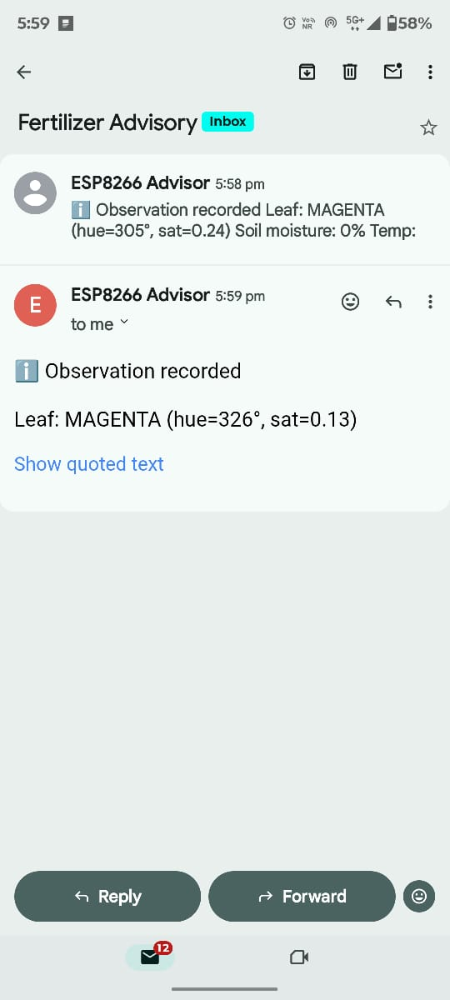 5:59 Vo)) NR 5G+ 58%
Fertilizer Advisory Inbox
ESP8266 Advisor 5:58 pm
ℹ️ Observation recorded Leaf: MAGENTA
(hue=305°, sat=0.24) Soil moisture: 0% Temp:
E
ESP8266 Advisor 5:59 pm
to me
ℹ️ Observation recorded
Leaf: MAGENTA (hue=326°, sat=0.13)
Show quoted text
Reply Forward
12